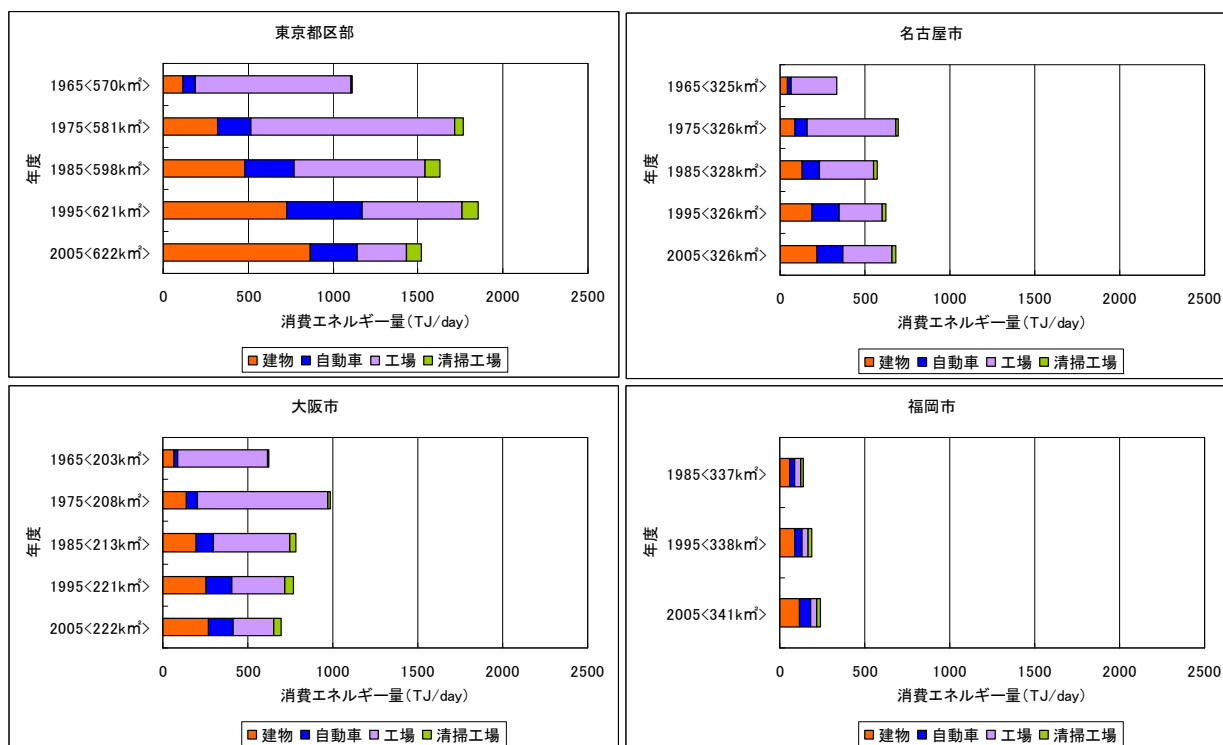 東京都区部
年度
1965<570k㎡>
1975<581k㎡>
1985<598k㎡>
1995<621k㎡>
2005<622k㎡>
0 500 1000 1500 2000 2500
消費エネルギー量(TJ/day)
建物 自動車 工場 清掃工場
名古屋市
年度
1965<325k㎡>
1975<326k㎡>
1985<328k㎡>
1995<326k㎡>
2005<326k㎡>
0 500 1000 1500 2000 2500
消費エネルギー量(TJ/day)
建物 自動車 工場 清掃工場
大阪市
年度
1965<203k㎡>
1975<208k㎡>
1985<213k㎡>
1995<221k㎡>
2005<222k㎡>
0 500 1000 1500 2000 2500
消費エネルギー量(TJ/day)
建物 自動車 工場 清掃工場
福岡市
年度
1985<337k㎡>
1995<338k㎡>
2005<341k㎡>
0 500 1000 1500 2000 2500
消費エネルギー量(TJ/day)
建物 自動車 工場 清掃工場